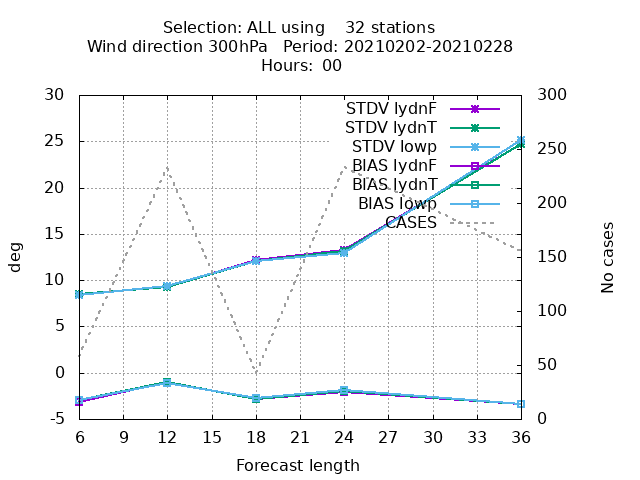 Selection: ALL using    32 stations
Wind direction 300hPa   Period: 20210202-20210228
Hours: 00
30
25
20
15
10
5
0
-5
deg
STDV lydnF
STDV lydnT
STDV lowp
BIAS lydnF
BIAS lydnT
BIAS lowp
CASES
300
250
200
150
100
50
0
No cases
6 9 12 15 18 21 24 27 30 33 36
Forecast length